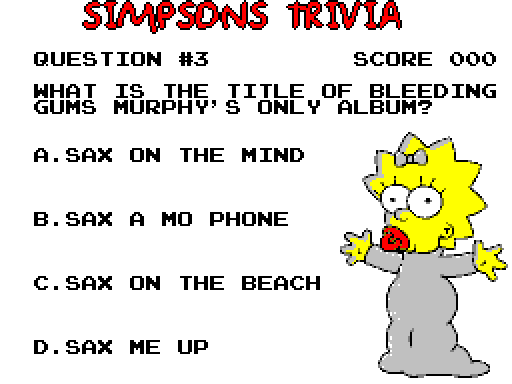 SIMPSONS TRIVIA
QUESTION #3 SCORE 000
WHAT IS THE TITLE OF BLEEDING
GUMS MURPHY'S ONLY ALBUM?
A.SAX ON THE MIND
B.SAX A MO PHONE
C.SAX ON THE BEACH
D.SAX ME UP